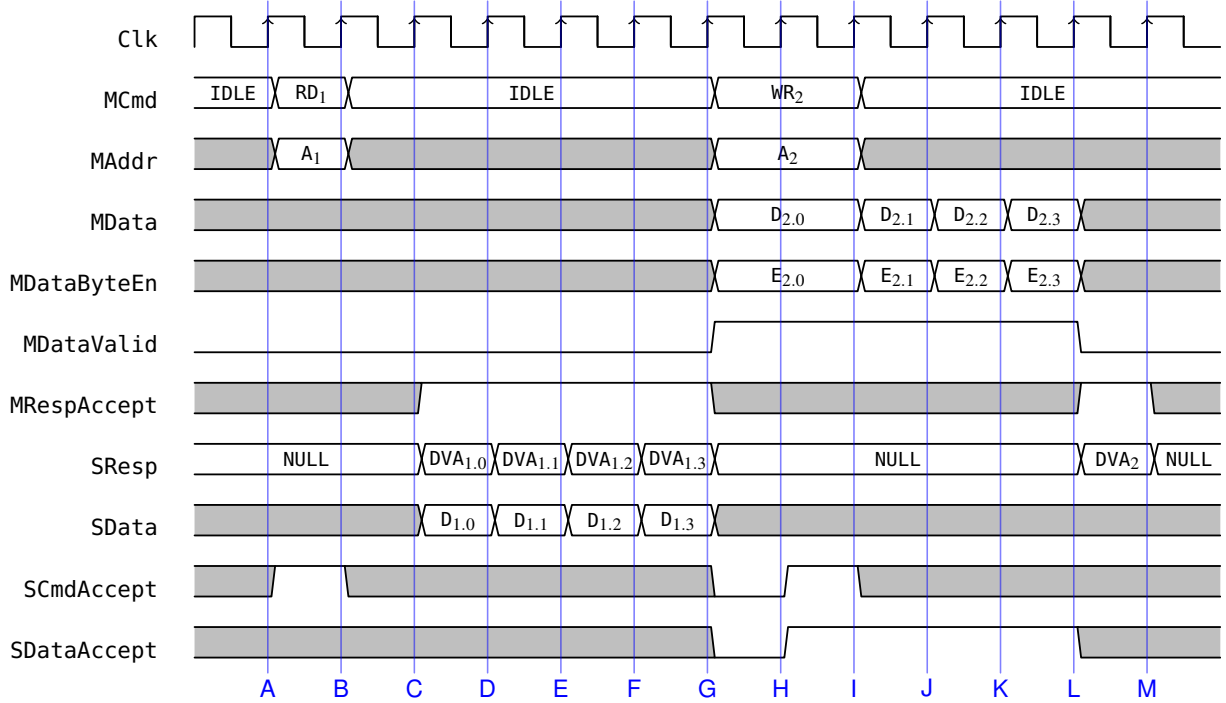 Clk
MCmd IDLE RD₁ IDLE WR₂ IDLE
MAddr A₁ A₂
MData D₂.₀ D₂.₁ D₂.₂ D₂.₃
MDataByteEn E₂.₀ E₂.₁ E₂.₂ E₂.₃
MDataValid
MRespAccept
SResp NULL DVA₁.₀ DVA₁.₁ DVA₁.₂ DVA₁.₃ NULL DVA₂ NULL
SData D₁.₀ D₁.₁ D₁.₂ D₁.₃
SCmdAccept
SDataAccept
A B C D E F G H I J K L M